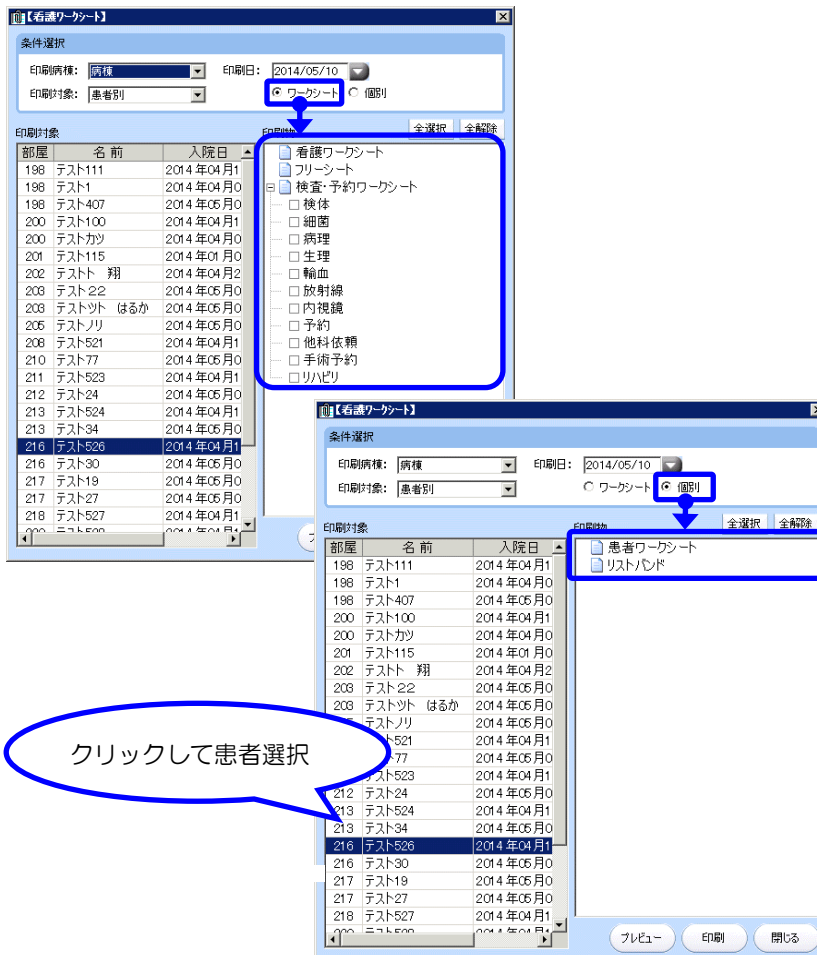 【看護ワークシート】
条件選択
印刷病棟: 病棟 印刷日: 2014/05/10
印刷対象: 患者別 ワークシート 個別
印刷対象 印刷物 全選択 全解除
部屋 名前 入院日
198 テスト111 2014年04月1
198 テスト1 2014年04月0
198 テスト407 2014年05月0
200 テスト100 2014年04月1
200 テストカツ 2014年04月0
201 テスト115 2014年01月0
202 テストト 翔 2014年04月2
203 テスト22 2014年05月0
203 テストツト はるか 2014年05月0
205 テストノリ 2014年05月0
208 テスト521 2014年04月1
210 テスト77 2014年05月0
211 テスト523 2014年04月1
212 テスト24 2014年05月0
213 テスト524 2014年04月1
213 テスト34 2014年05月0
216 テスト526 2014年04月1
216 テスト30 2014年05月0
217 テスト19 2014年05月0
217 テスト27 2014年05月0
218 テスト527 2014年04月1
看護ワークシート
フリーシート
検査・予約ワークシート
検体
細菌
病理
生理
輸血
放射線
内視鏡
予約
他科依頼
手術予約
リハビリ
【看護ワークシート】
条件選択
印刷病棟: 病棟 印刷日: 2014/05/10
印刷対象: 患者別 ワークシート 個別
印刷対象 印刷物 全選択 全解除
部屋 名前 入院日
198 テスト111 2014年04月1
198 テスト1 2014年04月0
198 テスト407 2014年05月0
200 テスト100 2014年04月1
200 テストカツ 2014年04月0
201 テスト115 2014年01月0
202 テストト 翔 2014年04月2
203 テスト22 2014年05月0
203 テストツト はるか 2014年05月0
テストノリ 2014年05月0
521 2014年04月1
77 2014年05月0
テスト523 2014年04月1
212 テスト24 2014年05月0
213 テスト524 2014年04月1
213 テスト34 2014年05月0
216 テスト526 2014年04月1
216 テスト30 2014年05月0
217 テスト19 2014年05月0
217 テスト27 2014年05月0
218 テスト527 2014年04月1
患者ワークシート
リストバンド
クリックして患者選択
プレビュー 印刷 閉じる